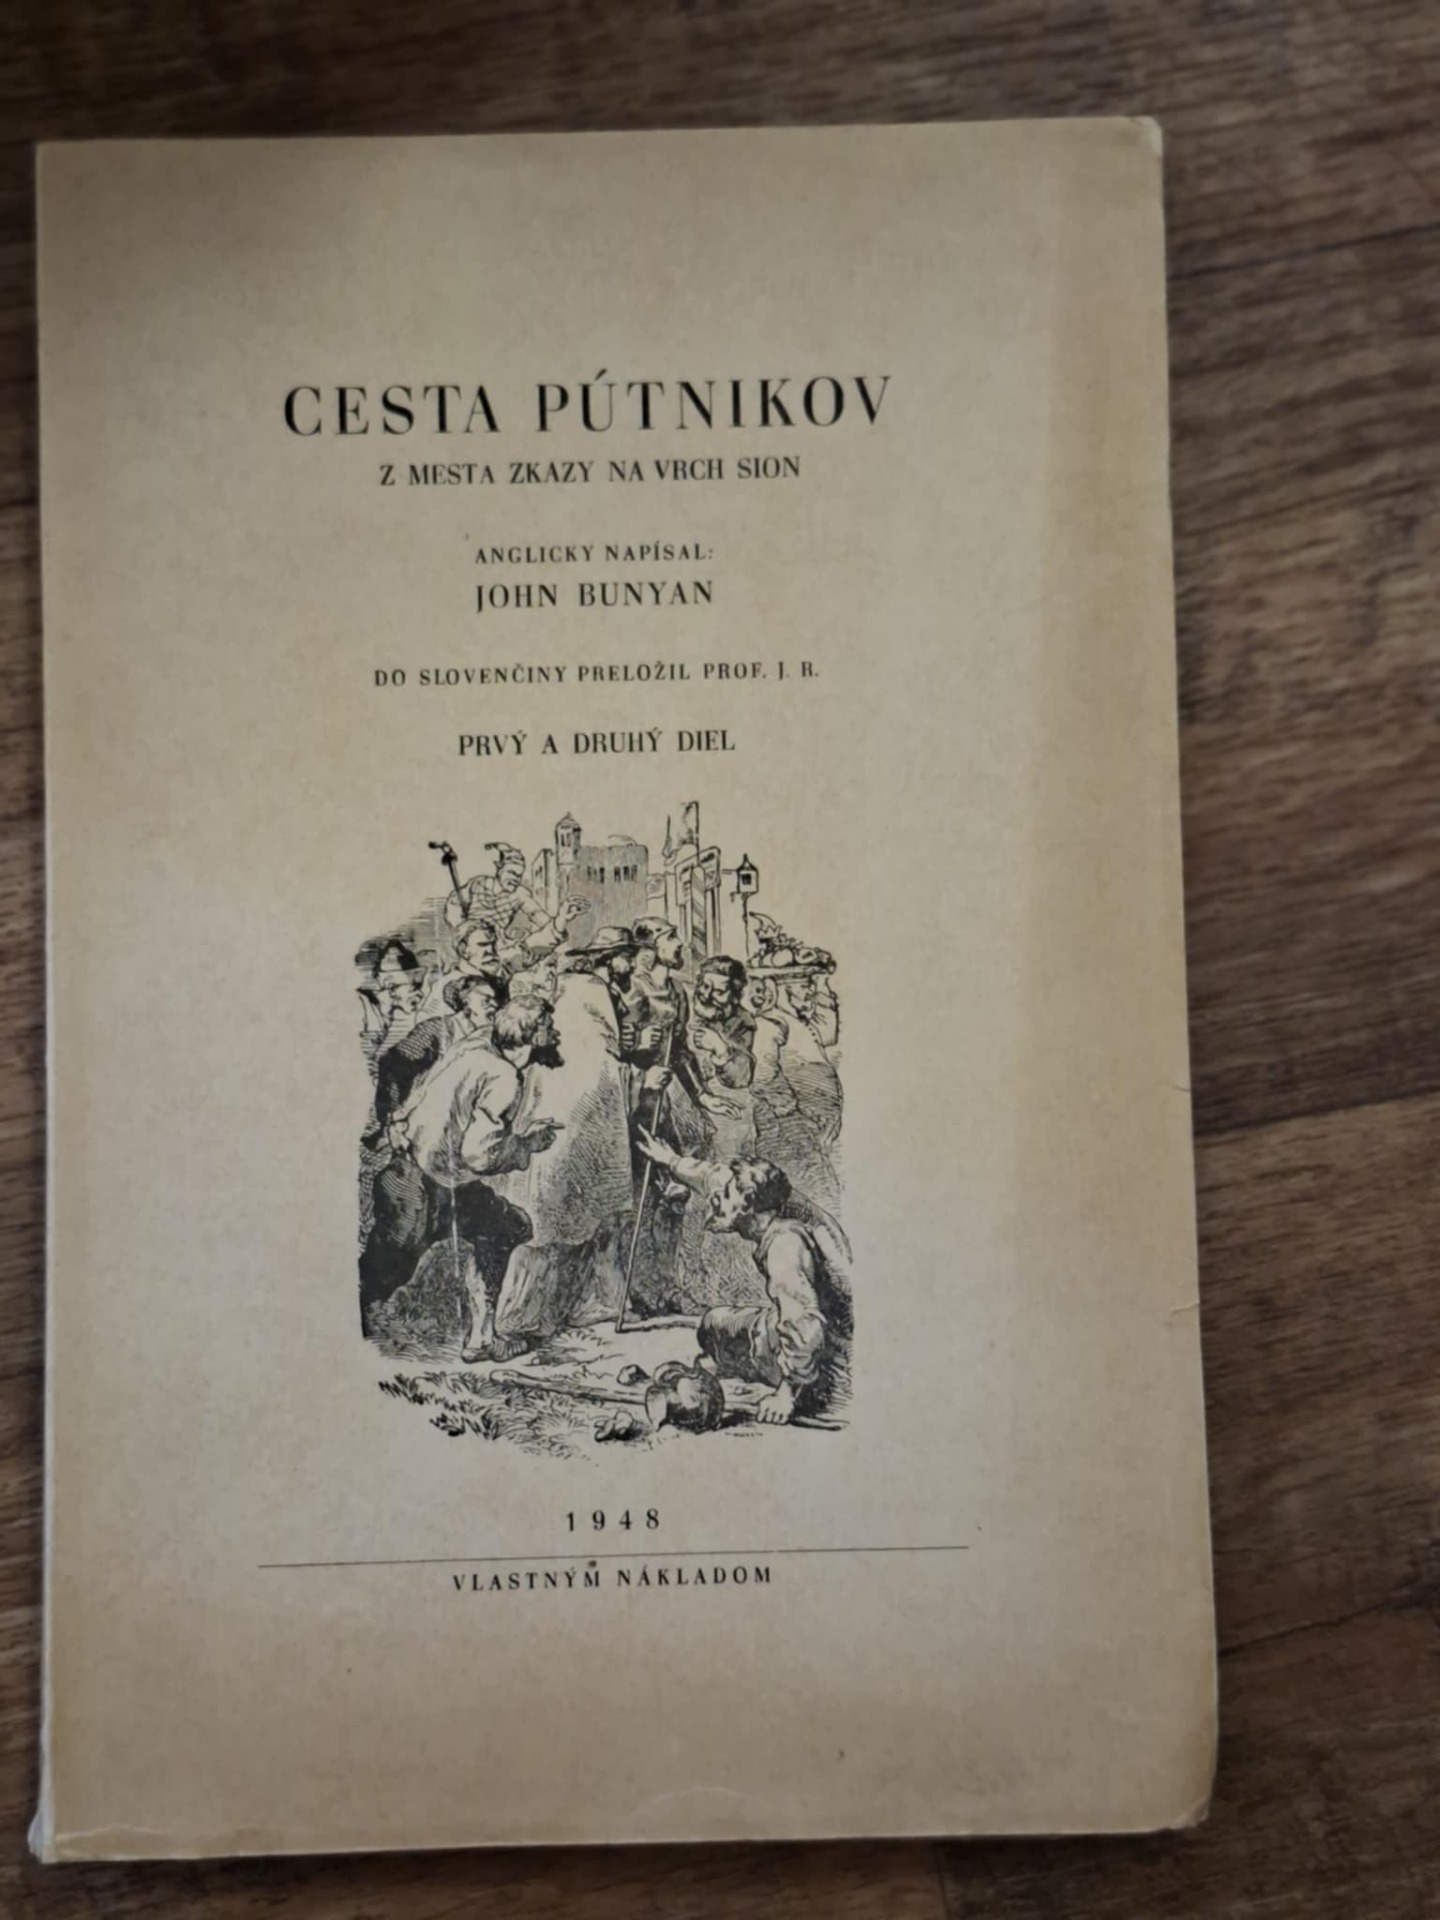 CESTA PÚTNIKOV
Z MESTA ZKAZY NA VRCH SION
ANGLICKY NAPÍSAL:
JOHN BUNYAN
DO SLOVENČINY PRELOŽIL PROF. J. R.
PRVÝ A DRUHÝ DIEL
1948
VLASTNÝM NÁKLADOM